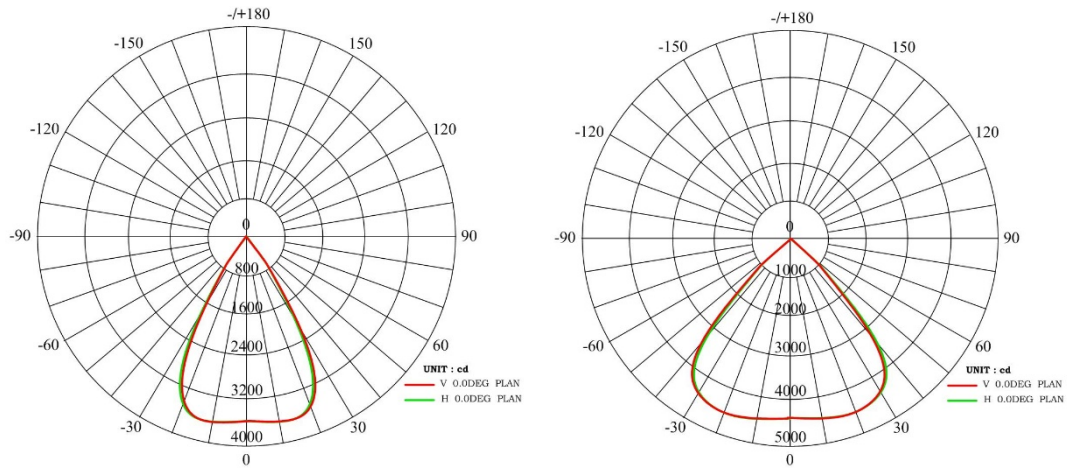 -/+180
-150 150
-120 120
-90 0 90
800
1600
-60 60
2400
UNIT : cd
V 0.0DEG PLAN
3200
H 0.0DEG PLAN
-30 30
4000
0
-/+180
-150 150
-120 120
-90 0 90
1000
2000
-60 60
3000
UNIT : cd
V 0.0DEG PLAN
4000
H 0.0DEG PLAN
-30 30
5000
0